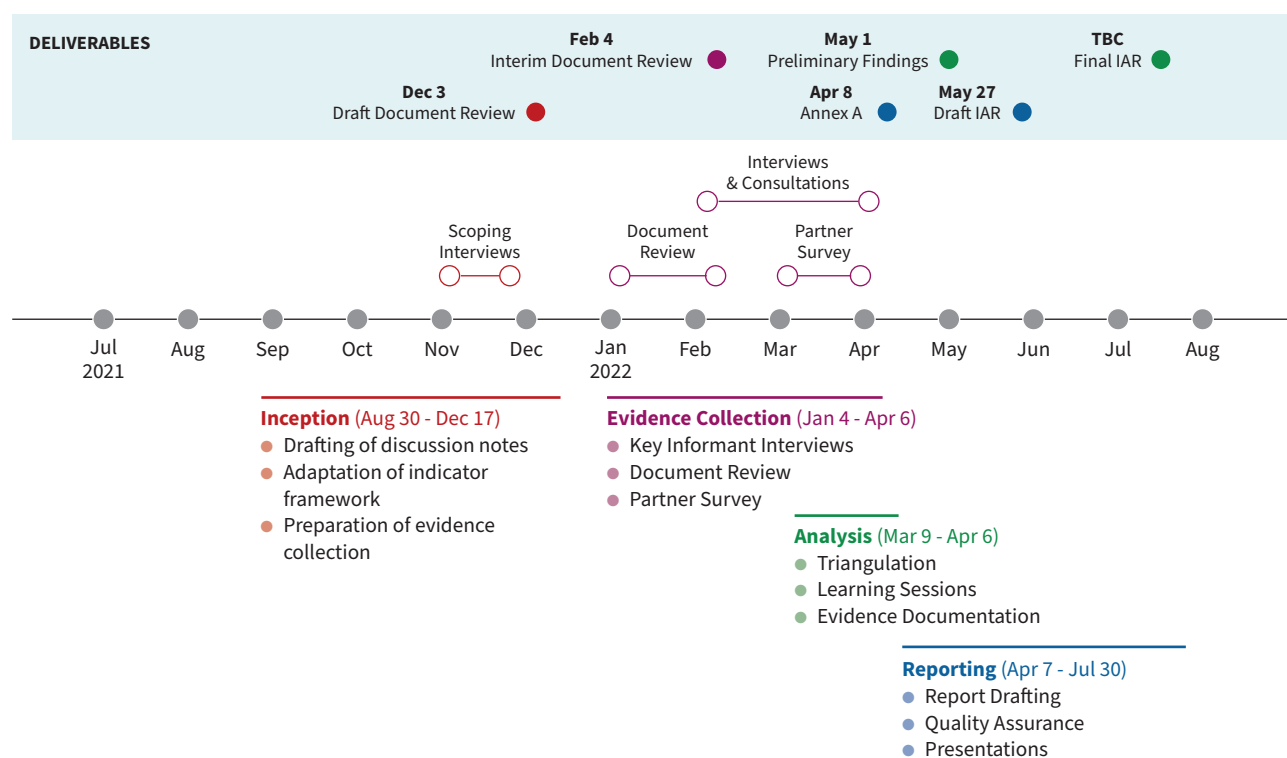 DELIVERABLES
Feb 4
Interim Document Review
May 1
Preliminary Findings
TBC
Final IAR
Dec 3
Draft Document Review
Apr 8
Annex A
May 27
Draft IAR
Interviews
& Consultations
Scoping
Interviews
Document
Review
Partner
Survey
Jul
2021
Aug
Sep
Oct
Nov
Dec
Jan
2022
Feb
Mar
Apr
May
Jun
Jul
Aug
Inception (Aug 30 - Dec 17)
Drafting of discussion notes
Adaptation of indicator
framework
Preparation of evidence
collection
Evidence Collection (Jan 4 - Apr 6)
Key Informant Interviews
Document Review
Partner Survey
Analysis (Mar 9 - Apr 6)
Triangulation
Learning Sessions
Evidence Documentation
Reporting (Apr 7 - Jul 30)
Report Drafting
Quality Assurance
Presentations